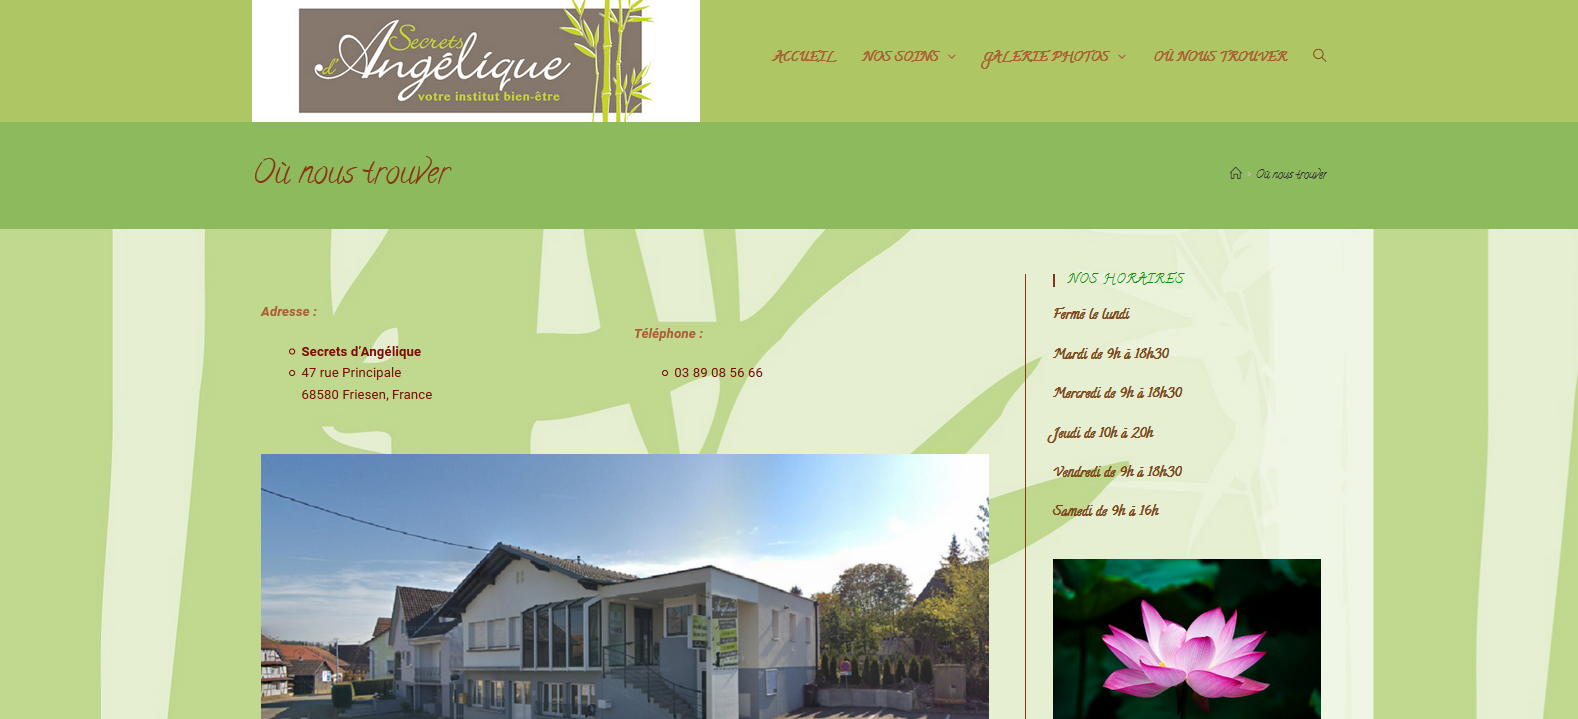 Secrets
d'Angélique
votre institut bien-être
ACCUEIL NOS SOINS GALERIE PHOTOS OÙ NOUS TROUVER
Où nous trouver
Où nous trouver
Adresse :
Secrets d'Angélique
47 rue Principale
68580 Friesen, France
Téléphone :
03 89 08 56 66
NOS HORAIRES
Fermé le lundi
Mardi de 9h à 18h30
Mercredi de 9h à 18h30
Jeudi de 10h à 20h
Vendredi de 9h à 18h30
Samedi de 9h à 16h